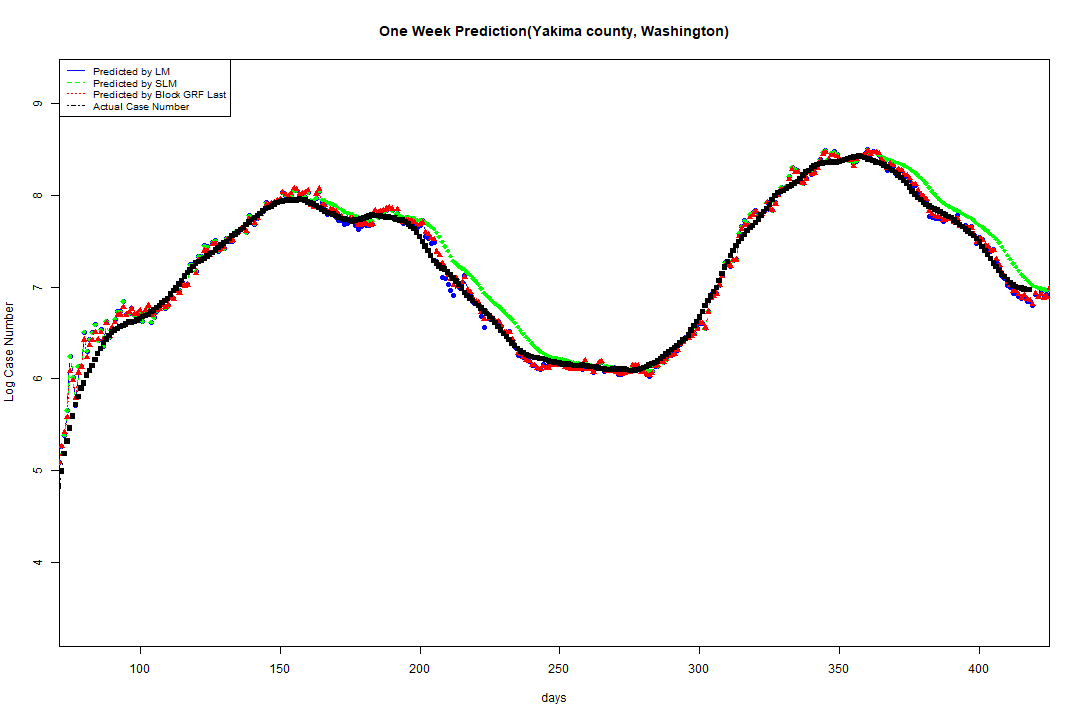 One Week Prediction(Yakima county, Washington)
Predicted by LM
Predicted by SLM
Predicted by Block GRF Last
Actual Case Number
9
8
7
6
5
4
Log Case Number
100 150 200 250 300 350 400
days